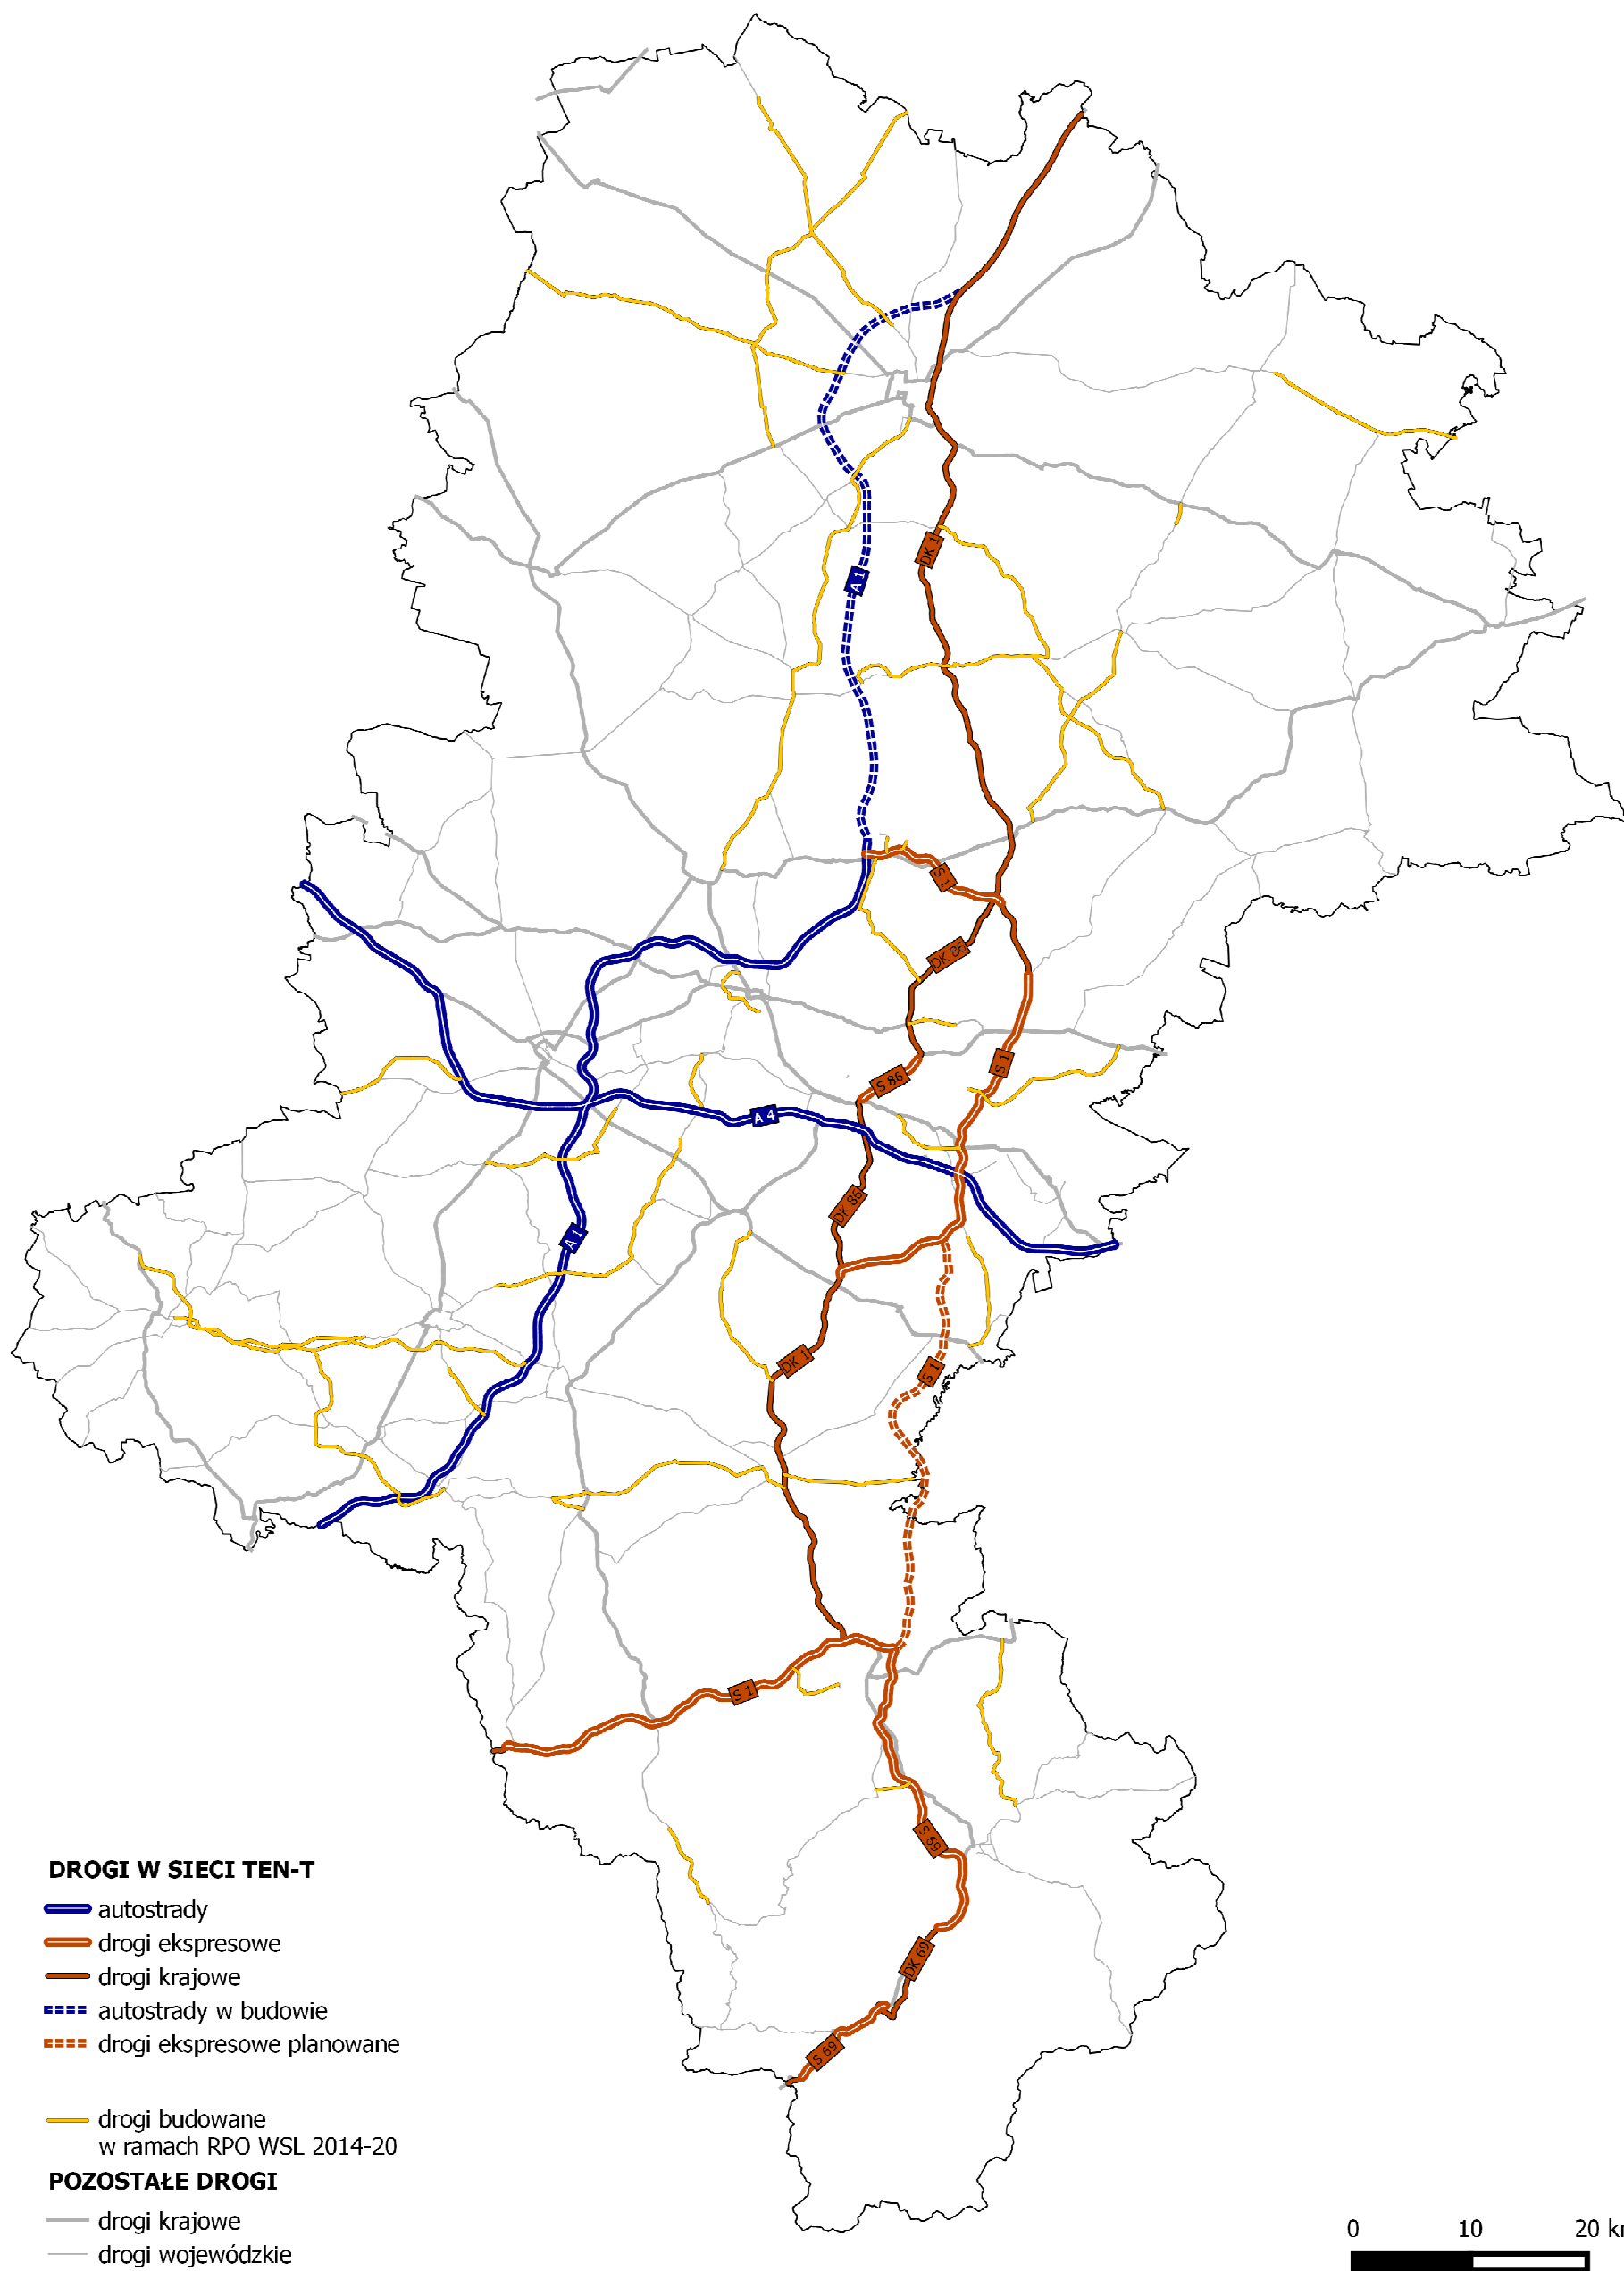 DK 1
A 1
S 1
DK 86
S 1
S 86
A 4
DK 86
A 1
DK 1
S 1
S 1
S 69
DK 69
S 69
DROGI W SIECI TEN-T
autostrady
drogi ekspresowe
drogi krajowe
autostrady w budowie
drogi ekspresowe planowane
drogi budowane
w ramach RPO WSL 2014-20
POZOSTAŁE DROGI
drogi krajowe
drogi wojewódzkie
0 10 20 k